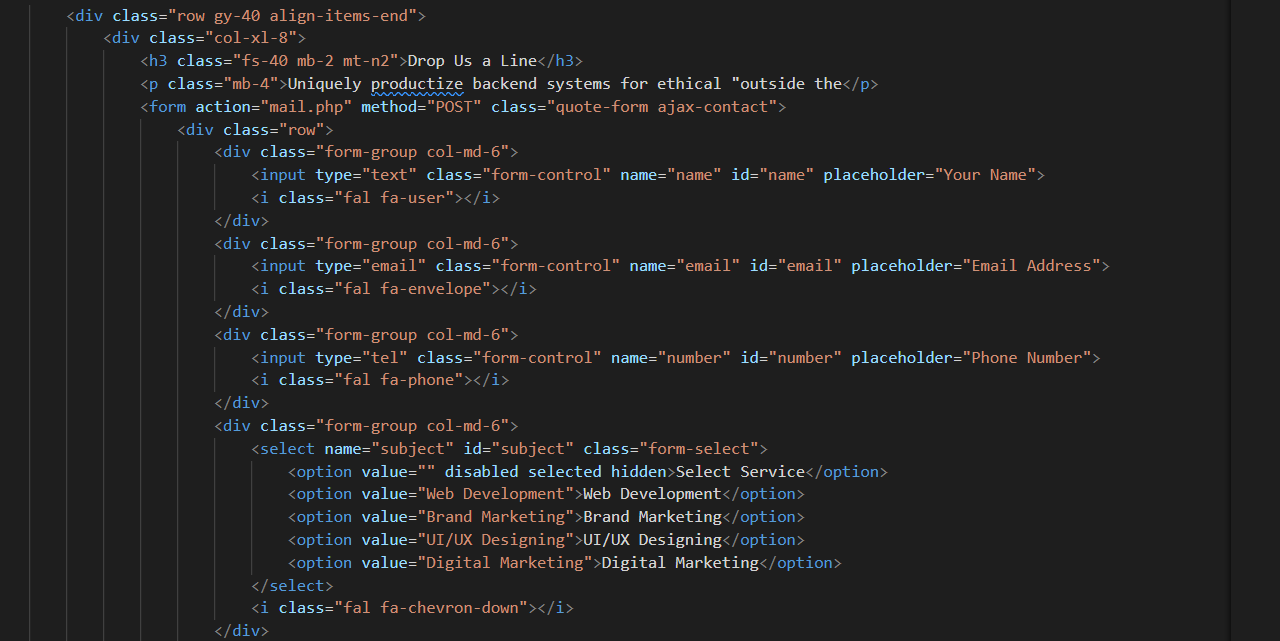 <div class="row gy-40 align-items-end">
<div class="col-xl-8">
<h3 class="fs-40 mb-2 mt-n2">Drop Us a Line</h3>
<p class="mb-4">Uniquely productize backend systems for ethical "outside the</p>
<form action="mail.php" method="POST" class="quote-form ajax-contact">
<div class="row">
<div class="form-group col-md-6">
<input type="text" class="form-control" name="name" id="name" placeholder="Your Name">
<i class="fal fa-user"></i>
</div>
<div class="form-group col-md-6">
<input type="email" class="form-control" name="email" id="email" placeholder="Email Address">
<i class="fal fa-envelope"></i>
</div>
<div class="form-group col-md-6">
<input type="tel" class="form-control" name="number" id="number" placeholder="Phone Number">
<i class="fal fa-phone"></i>
</div>
<div class="form-group col-md-6">
<select name="subject" id="subject" class="form-select">
<option value="" disabled selected hidden>Select Service</option>
<option value="Web Development">Web Development</option>
<option value="Brand Marketing">Brand Marketing</option>
<option value="UI/UX Designing">UI/UX Designing</option>
<option value="Digital Marketing">Digital Marketing</option>
</select>
<i class="fal fa-chevron-down"></i>
</div>